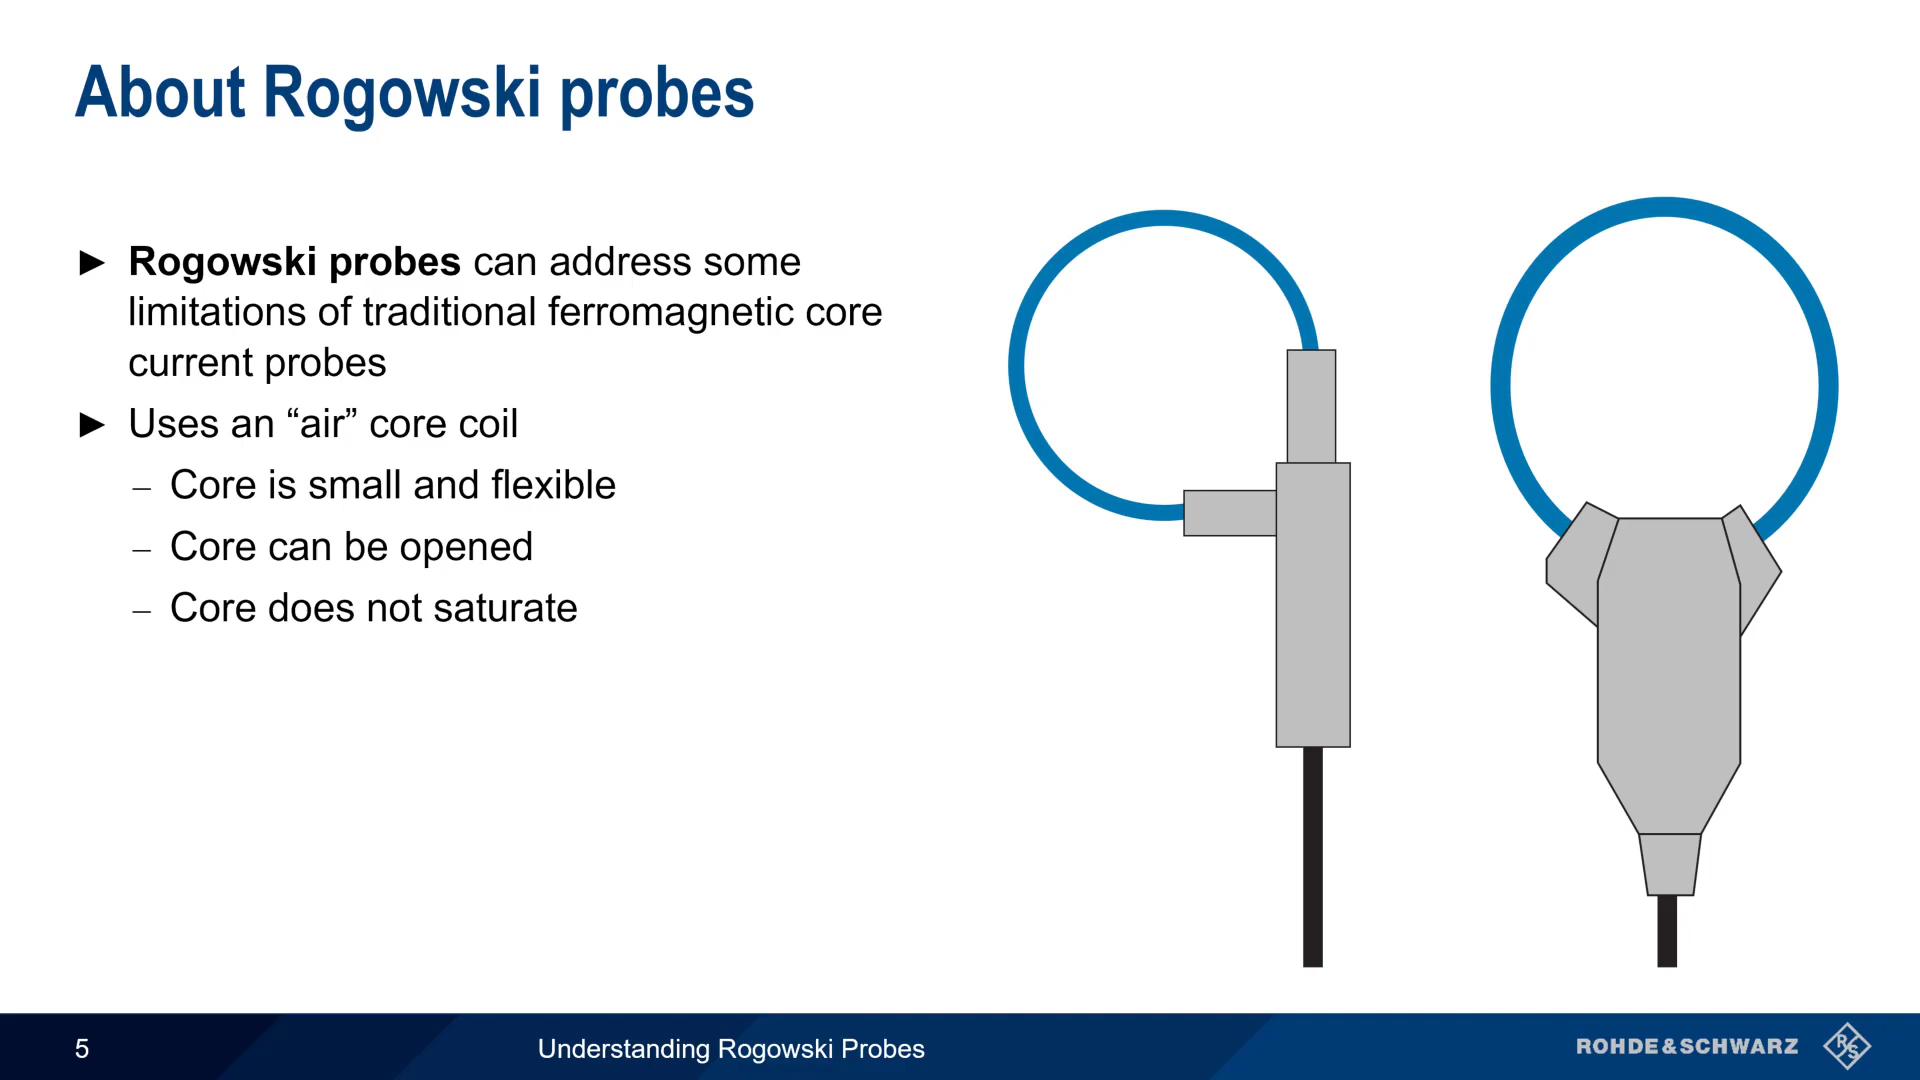 About Rogowski probes
► Rogowski probes can address some
limitations of traditional ferromagnetic core
current probes
► Uses an “air” core coil
– Core is small and flexible
– Core can be opened
– Core does not saturate
5
Understanding Rogowski Probes
ROHDE&SCHWARZ
R&S